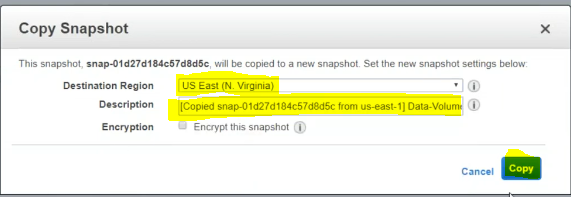 Copy Snapshot ×
This snapshot, snap-01d27d184c57d8d5c, will be copied to a new snapshot. Set the new snapshot settings below:
Destination Region US East (N. Virginia)
Description [Copied snap-01d27d184c57d8d5c from us-east-1] Data-Volume
Encryption Encrypt this snapshot
Cancel Copy